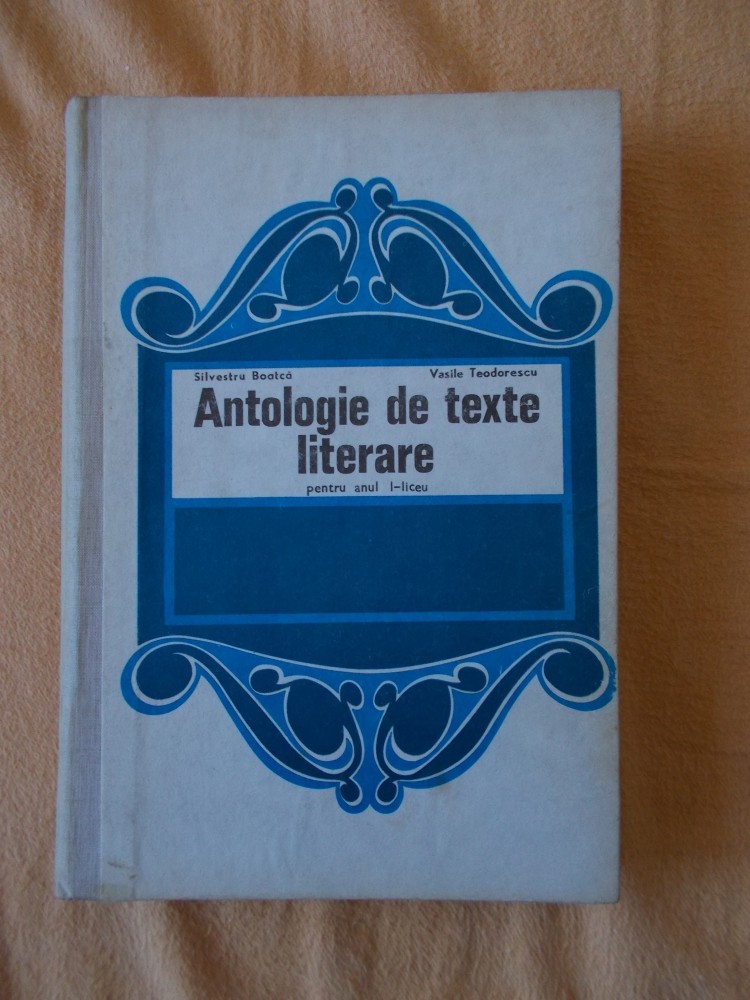 Silvestru Boatcă Vasile Teodorescu
Antologie de texte
literare
pentru anul I-liceu